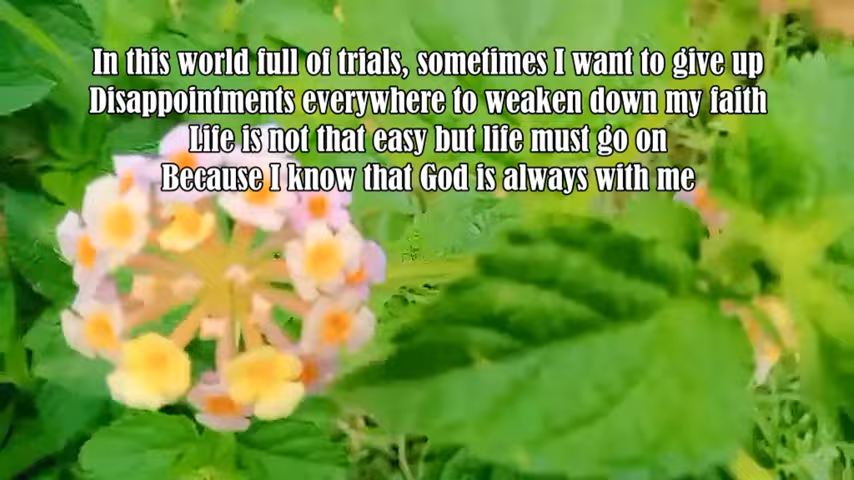 In this world full of trials, sometimes I want to give up
Disappointments everywhere to weaken down my faith
Life is not that easy but life must go on
Because I know that God is always with me